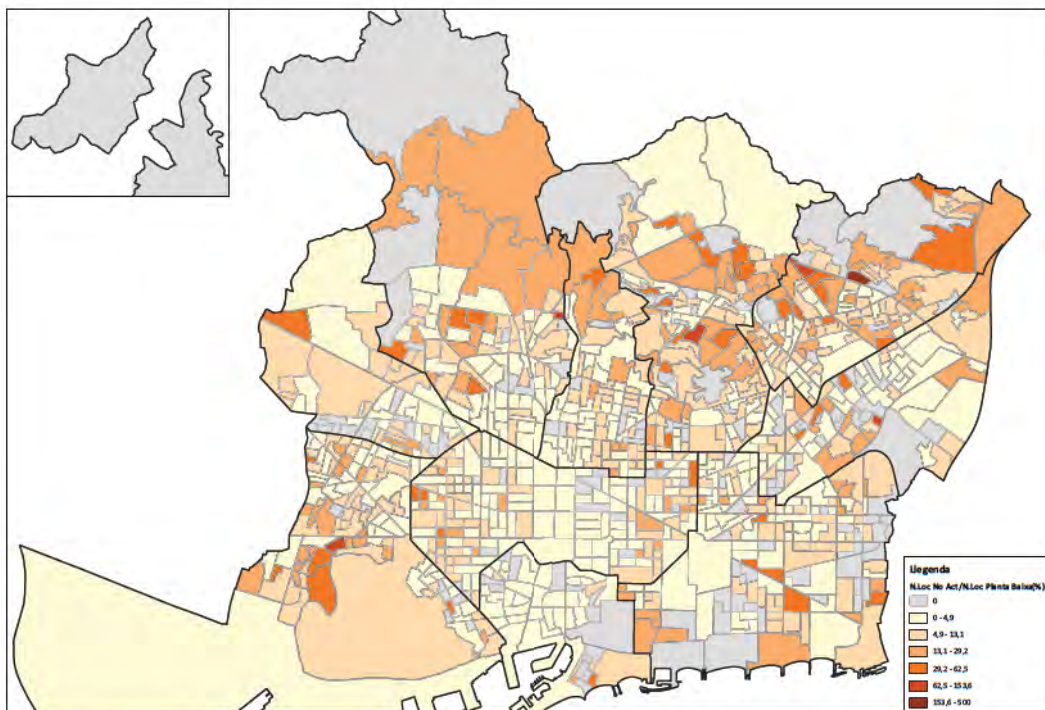 Llegenda
N.Loc No Act/N.Loc Planta Baixa(%)
0
0 - 4,9
4,9 - 13,1
13,1 - 29,2
29,2 - 62,5
62,5 - 153,6
153,6 - 500